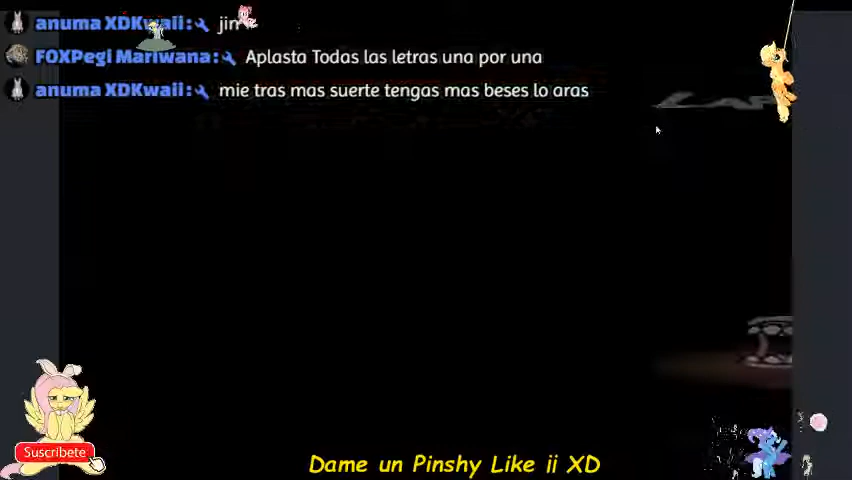 anuma XDKwaii: jin
FOXPegi Mariwana: Aplasta Todas las letras una por una
anuma XDKwaii: mie tras mas suerte tengas mas beses lo aras
LAP
Suscribete
Dame un Pinshy Like ii XD